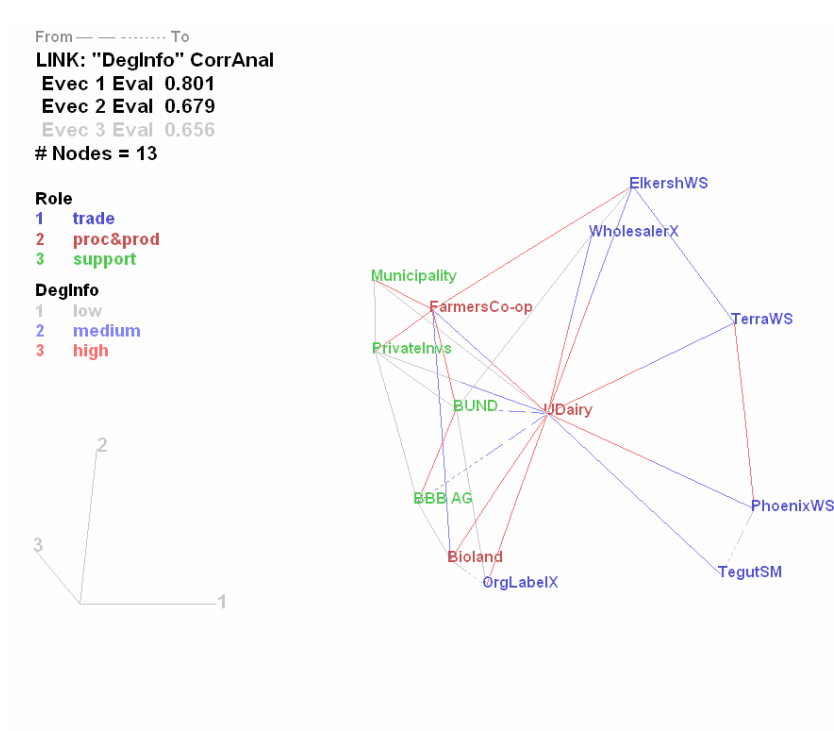 From — — -------- To
LINK: "DegInfo" CorrAnal
Evec 1 Eval 0.801
Evec 2 Eval 0.679
Evec 3 Eval 0.656
# Nodes = 13
Role
1 trade
2 proc&prod
3 support
DegInfo
1 low
2 medium
3 high
ElkershWS
WholesalerX
Municipality
FarmersCo-op
TerraWS
PrivateInvs
BUND
UDairy
2
BBB AG
PhoenixWS
3
Bioland
TegutSM
OrgLabelX
1